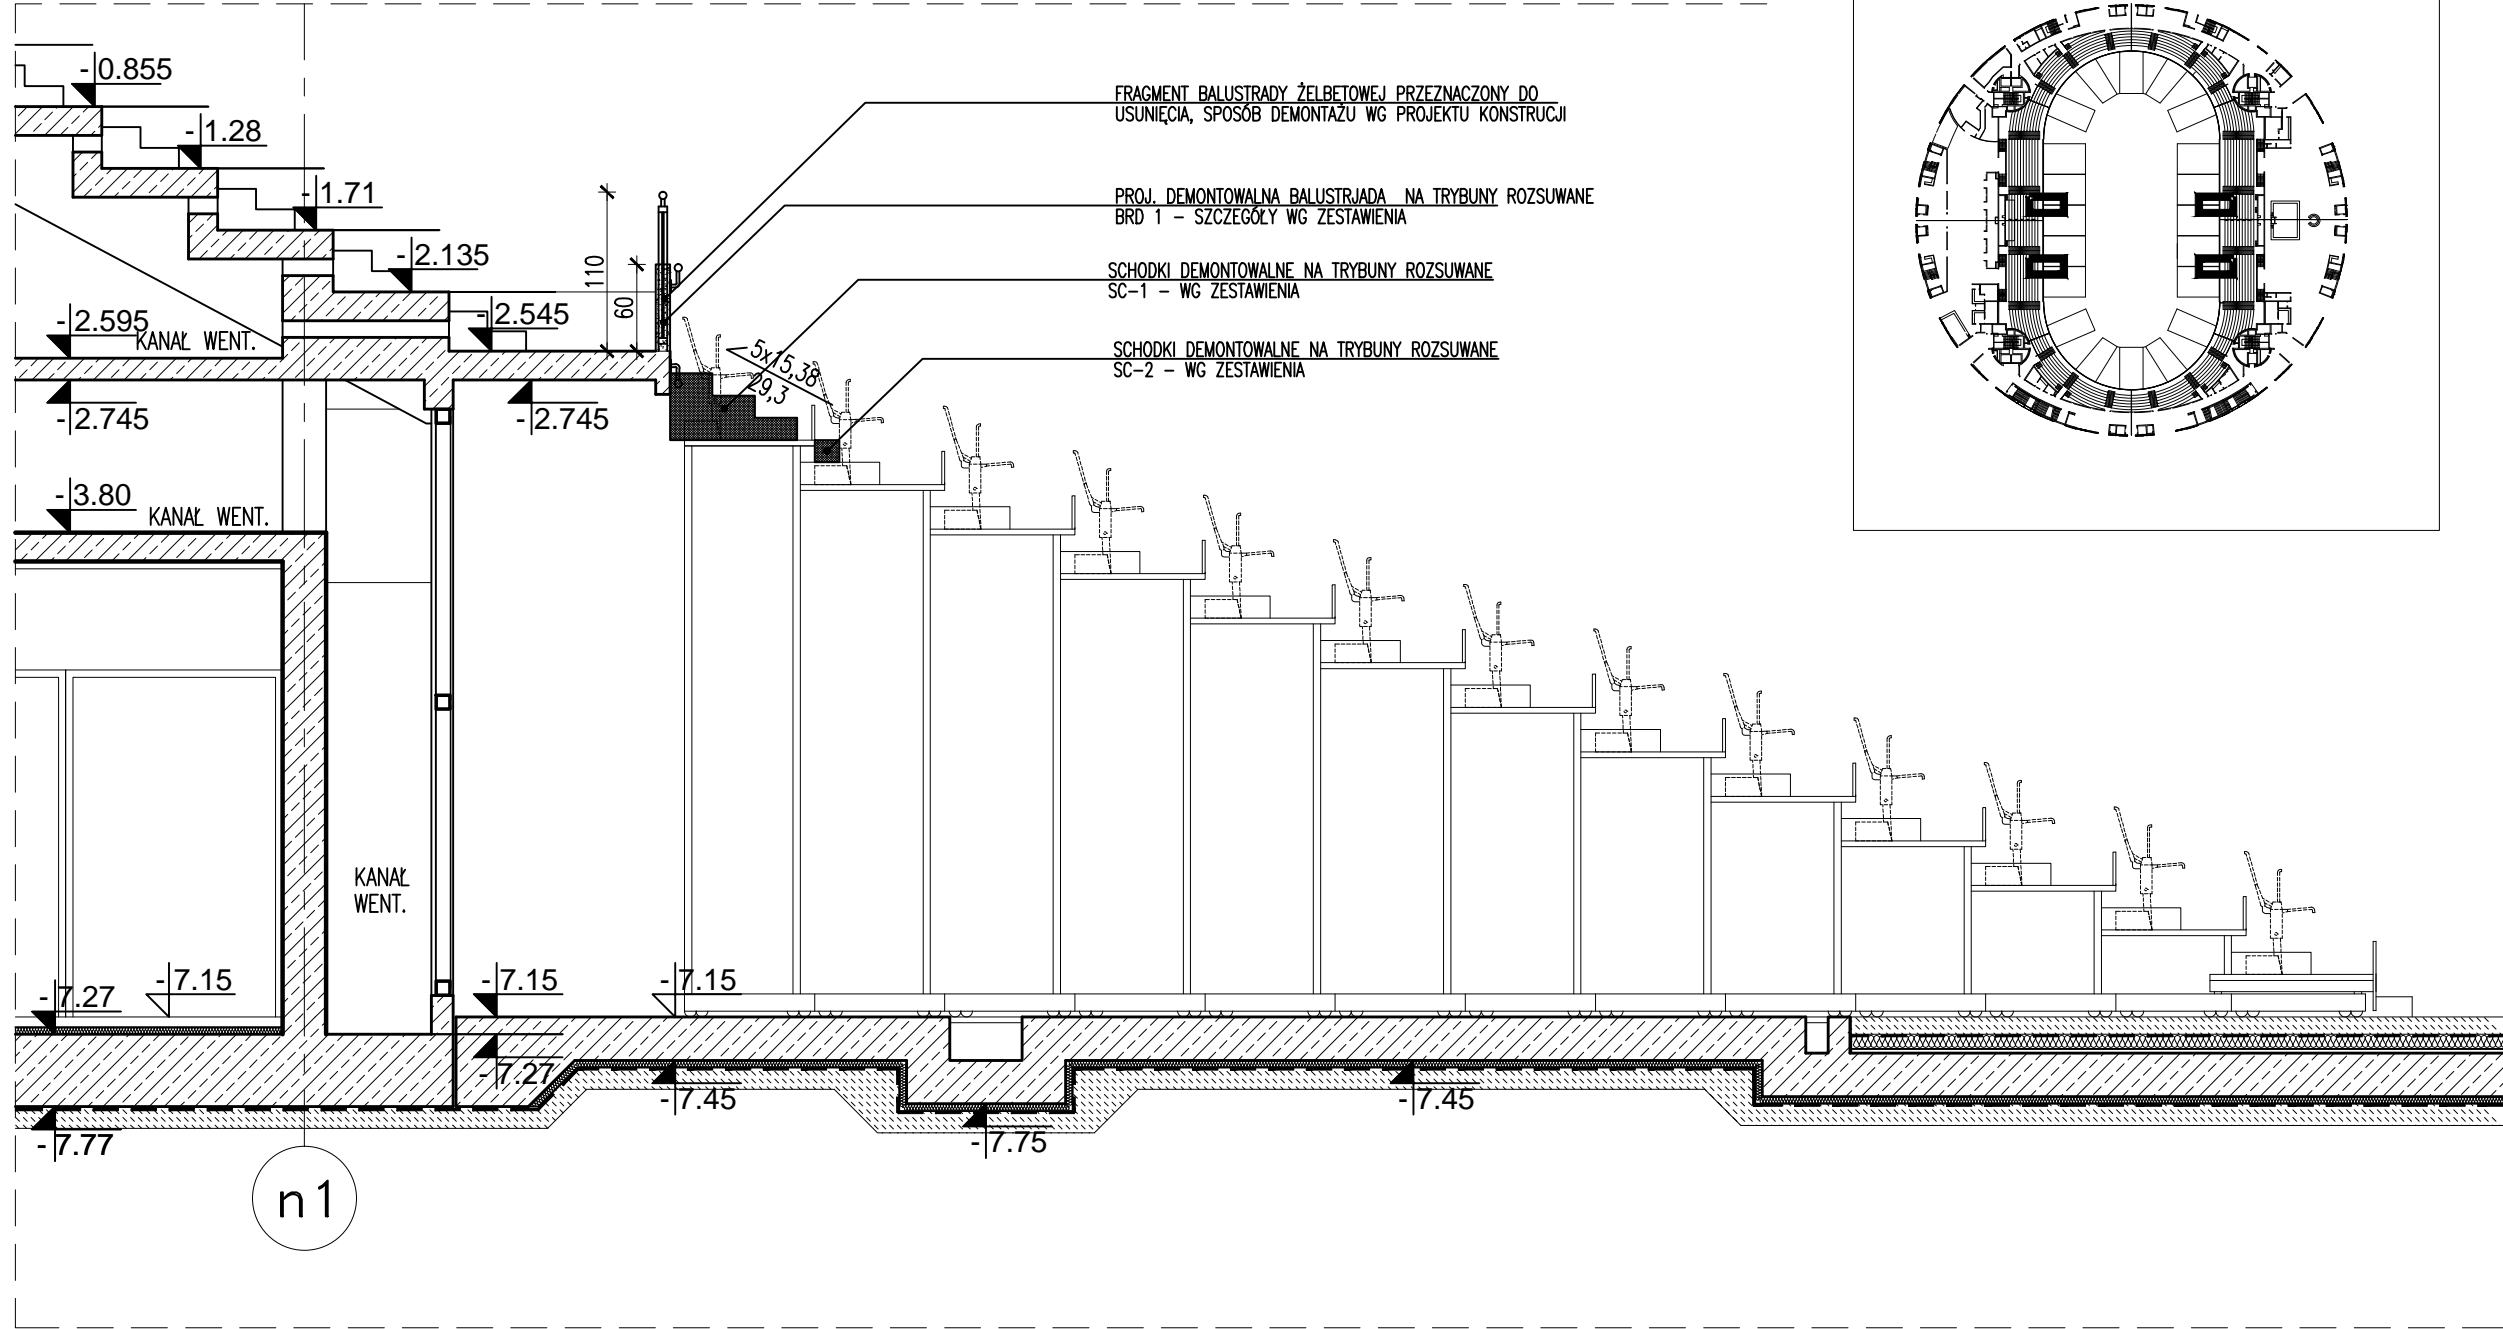 -0.855
-1.28
-1.71
-2.135
-2.545
-2.595
KANAŁ WENT.
-2.745
-2.745
-3.80
KANAŁ WENT.
110
60
5x15,38
29,3
FRAGMENT BALUSTRADY ŻELBETOWEJ PRZEZNACZONY DO
USUNIĘCIA, SPOSÓB DEMONTAŻU WG PROJEKTU KONSTRUCJI
PROJ. DEMONTOWALNA BALUSTRJADA NA TRYBUNY ROZSUWANE
BRD 1 – SZCZEGÓŁY WG ZESTAWIENIA
SCHODKI DEMONTOWALNE NA TRYBUNY ROZSUWANE
SC-1 – WG ZESTAWIENIA
SCHODKI DEMONTOWALNE NA TRYBUNY ROZSUWANE
SC-2 – WG ZESTAWIENIA
KANAŁ
WENT.
-7.27
-7.15
-7.15
-7.15
-7.27
-7.45
-7.45
-7.77
-7.75
n1